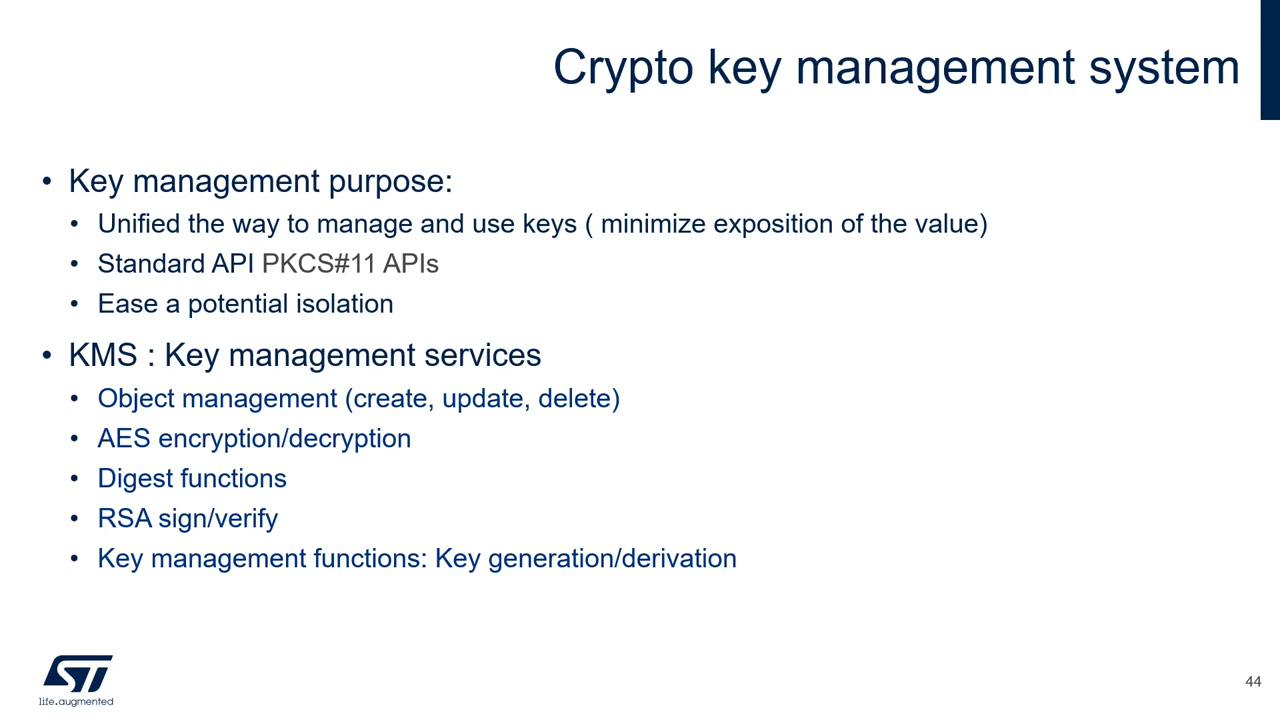 Crypto key management system
• Key management purpose:
• Unified the way to manage and use keys ( minimize exposition of the value)
• Standard API PKCS#11 APIs
• Ease a potential isolation
• KMS : Key management services
• Object management (create, update, delete)
• AES encryption/decryption
• Digest functions
• RSA sign/verify
• Key management functions: Key generation/derivation
ST
life.augmented
44